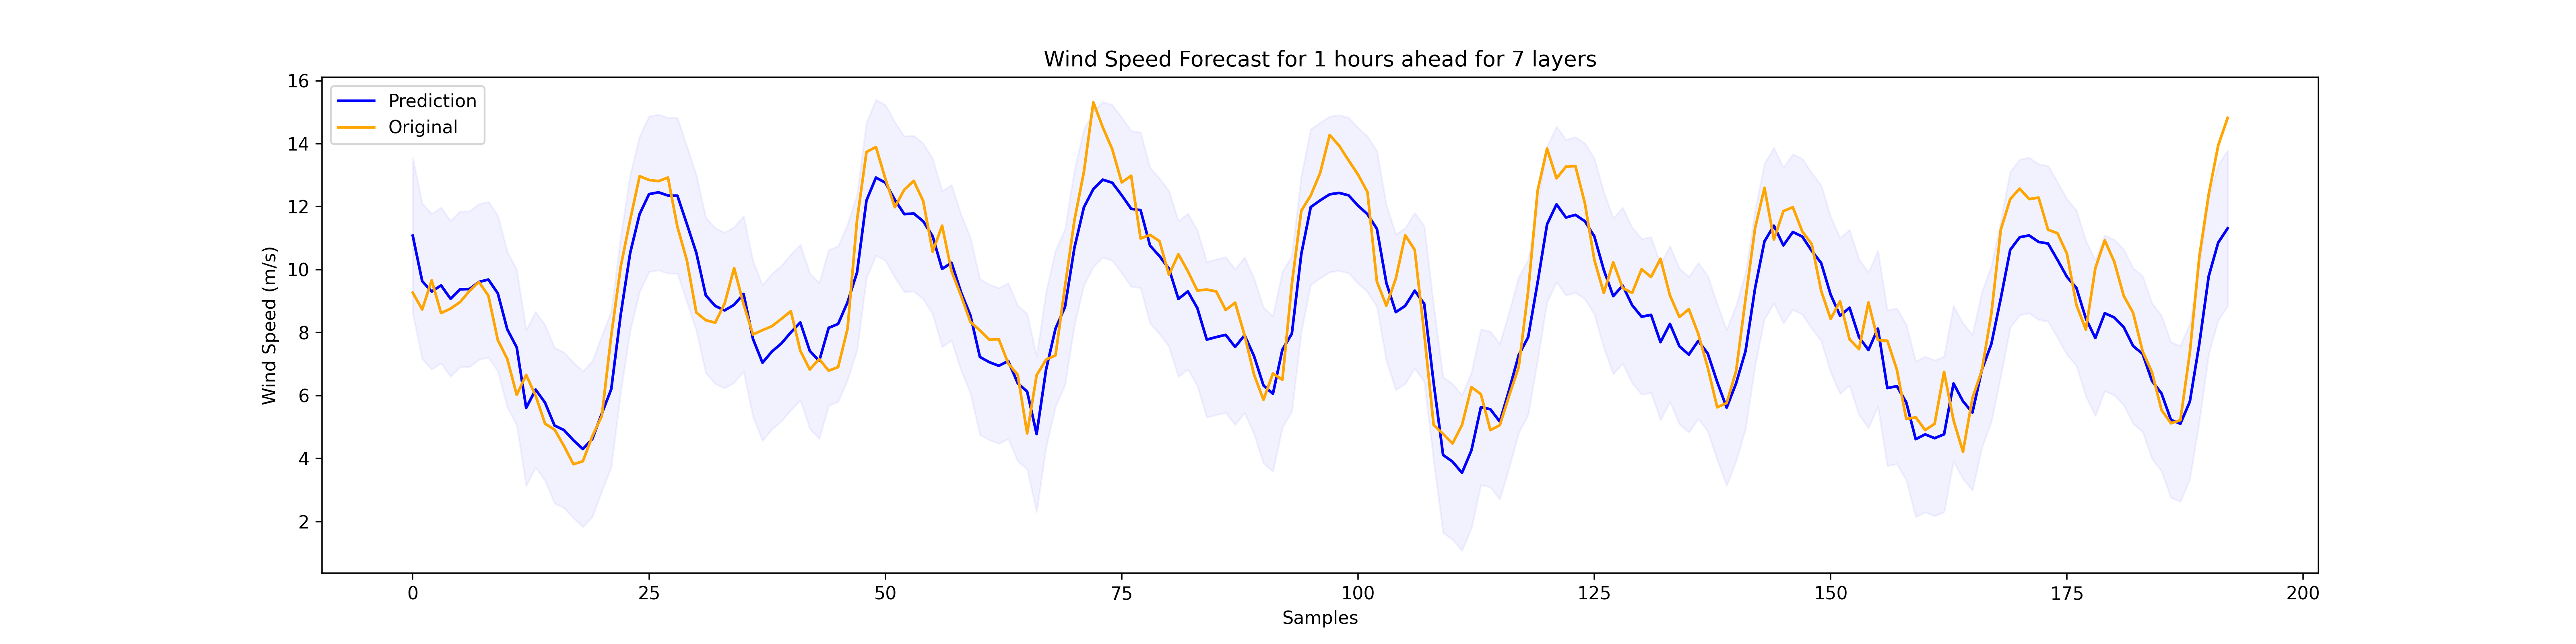 Wind Speed Forecast for 1 hours ahead for 7 layers
Prediction
Original
Wind Speed (m/s)
16
14
12
10
8
6
4
2
0 25 50 75 100 125 150 175 200
Samples